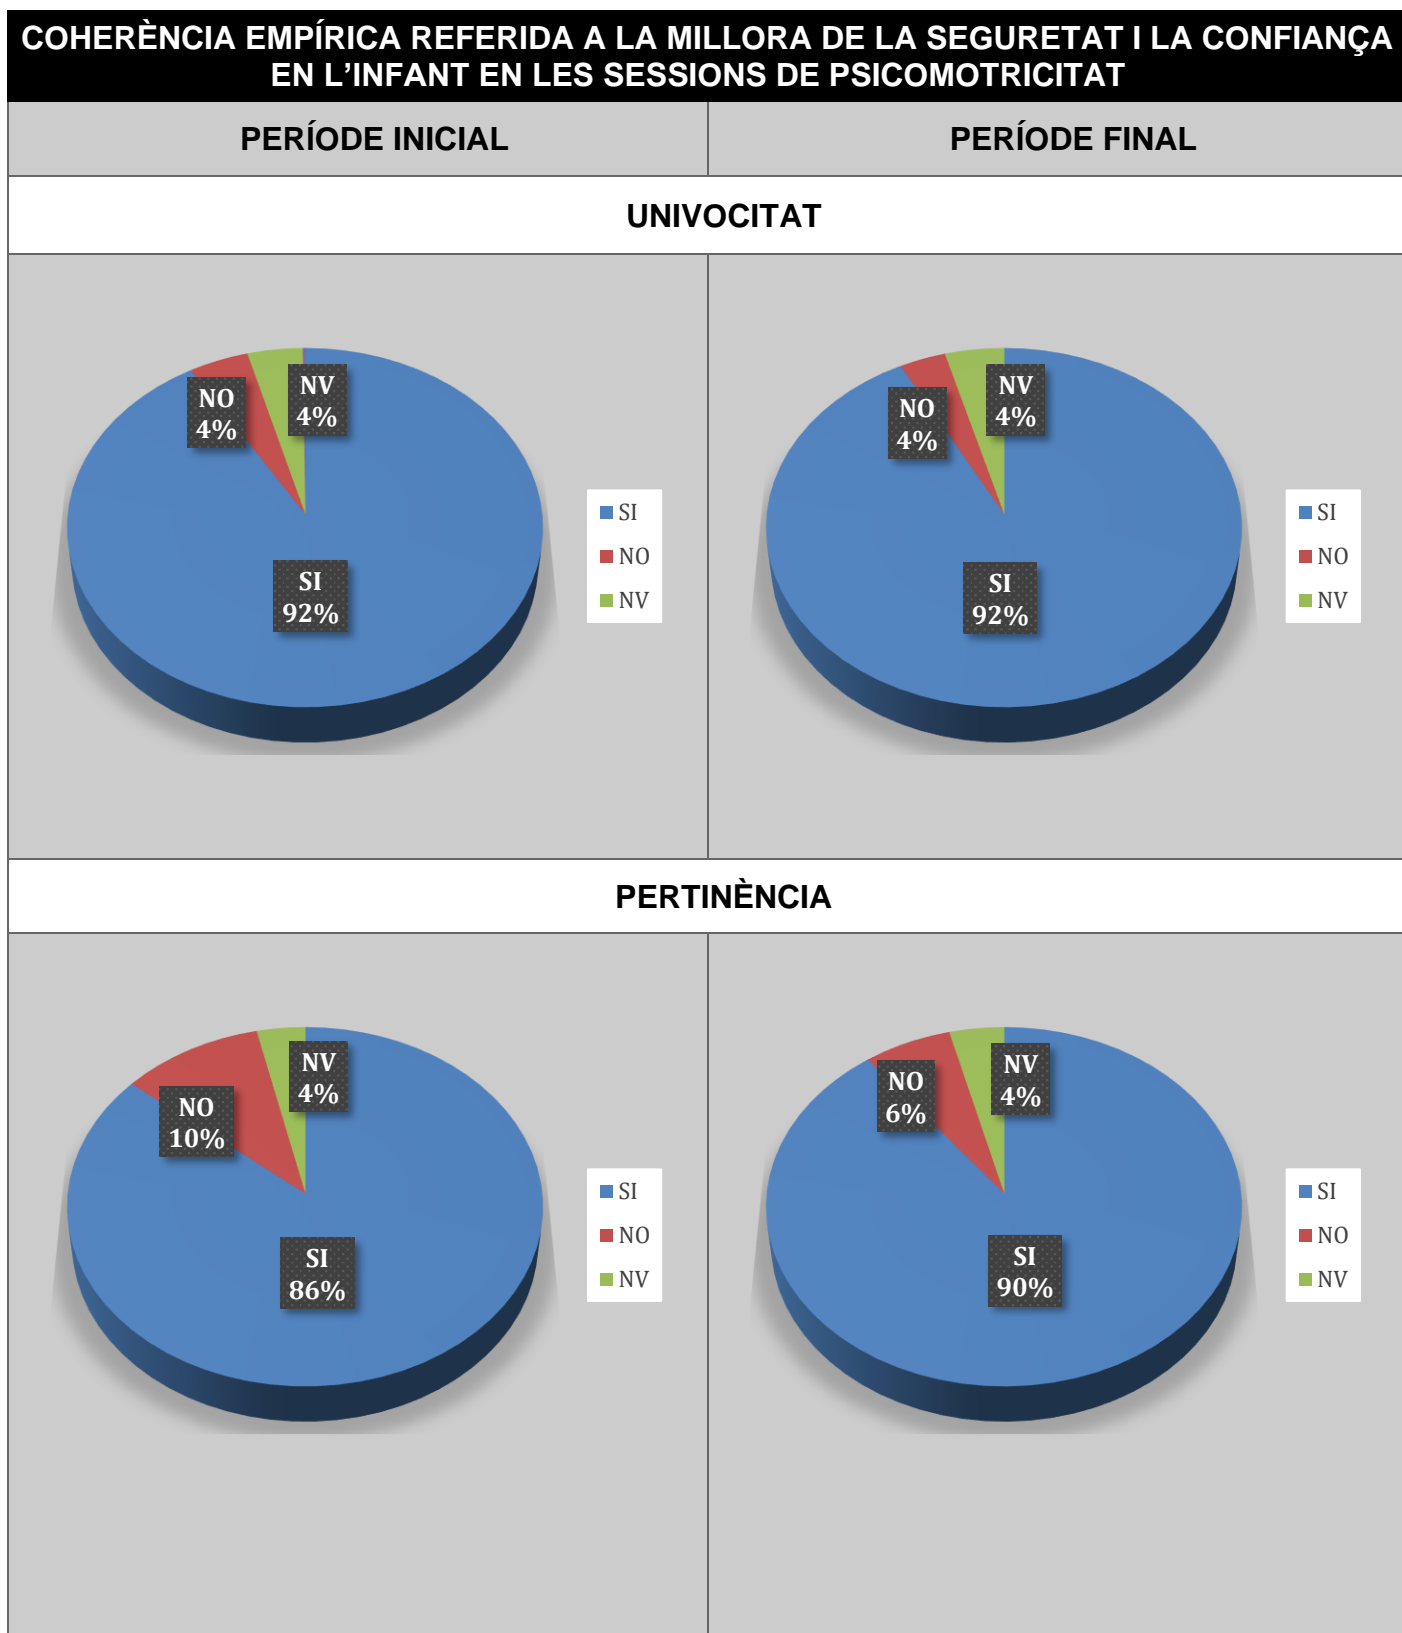 COHERÈNCIA EMPÍRICA REFERIDA A LA MILLORA DE LA SEGURETAT I LA CONFIANÇA
EN L’INFANT EN LES SESSIONS DE PSICOMOTRICITAT
PERÍODE INICIAL
PERÍODE FINAL
UNIVOCITAT
NO
4%
NV
4%
SI
92%
SI
NO
NV
NO
4%
NV
4%
SI
92%
SI
NO
NV
PERTINÈNCIA
NO
10%
NV
4%
SI
86%
SI
NO
NV
NO
6%
NV
4%
SI
90%
SI
NO
NV